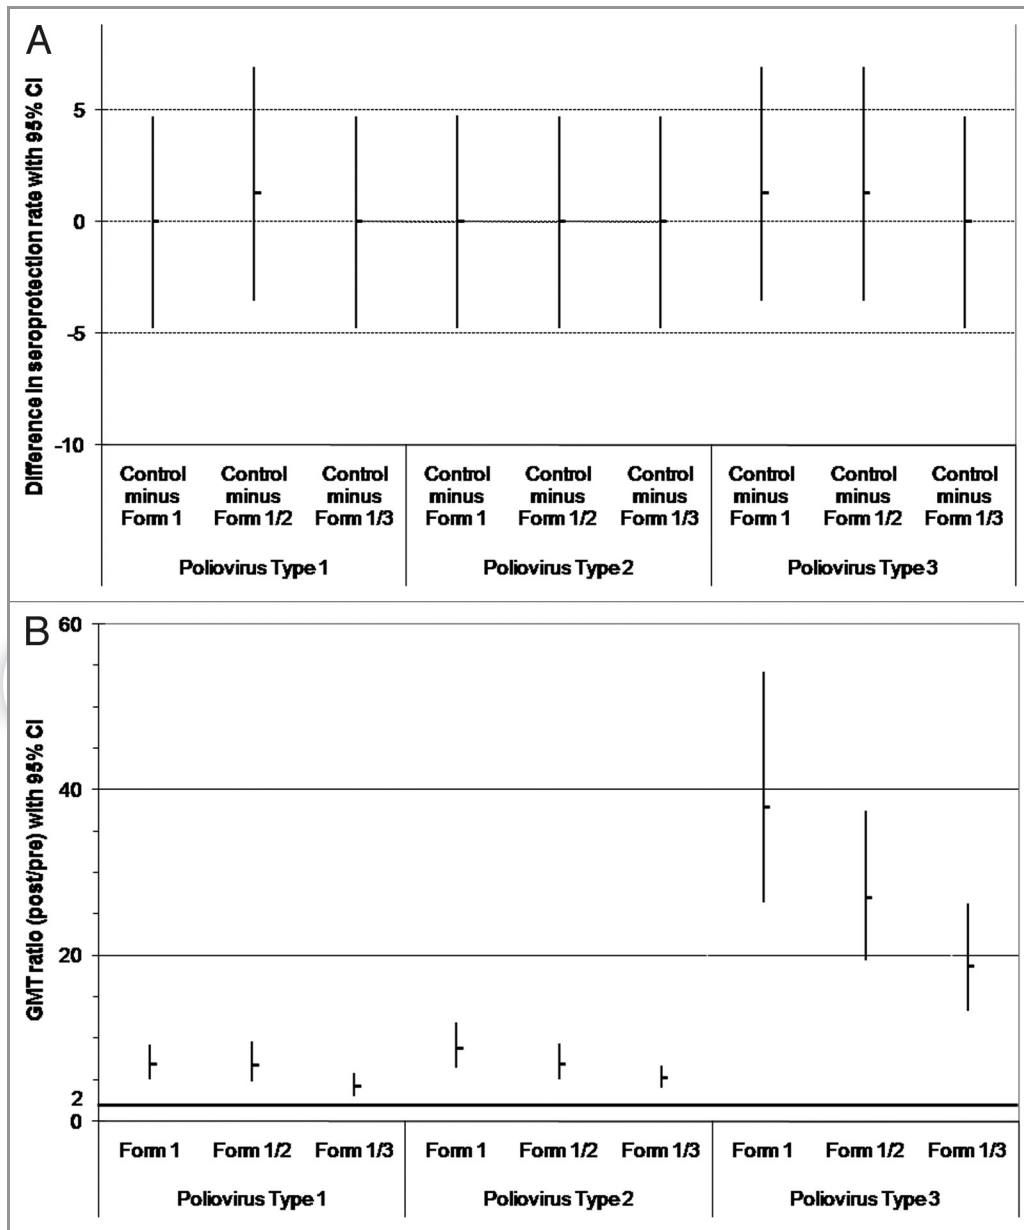 A
Difference in seroprotection rate with 95% CI
5
0
-5
-10
Control minus Form 1
Control minus Form 1/2
Control minus Form 1/3
Control minus Form 1
Control minus Form 1/2
Control minus Form 1/3
Control minus Form 1
Control minus Form 1/2
Control minus Form 1/3
Poliovirus Type 1
Poliovirus Type 2
Poliovirus Type 3
B
GMT ratio (post/pre) with 95% CI
60
40
20
2
0
Form 1
Form 1/2
Form 1/3
Form 1
Form 1/2
Form 1/3
Form 1
Form 1/2
Form 1/3
Poliovirus Type 1
Poliovirus Type 2
Poliovirus Type 3